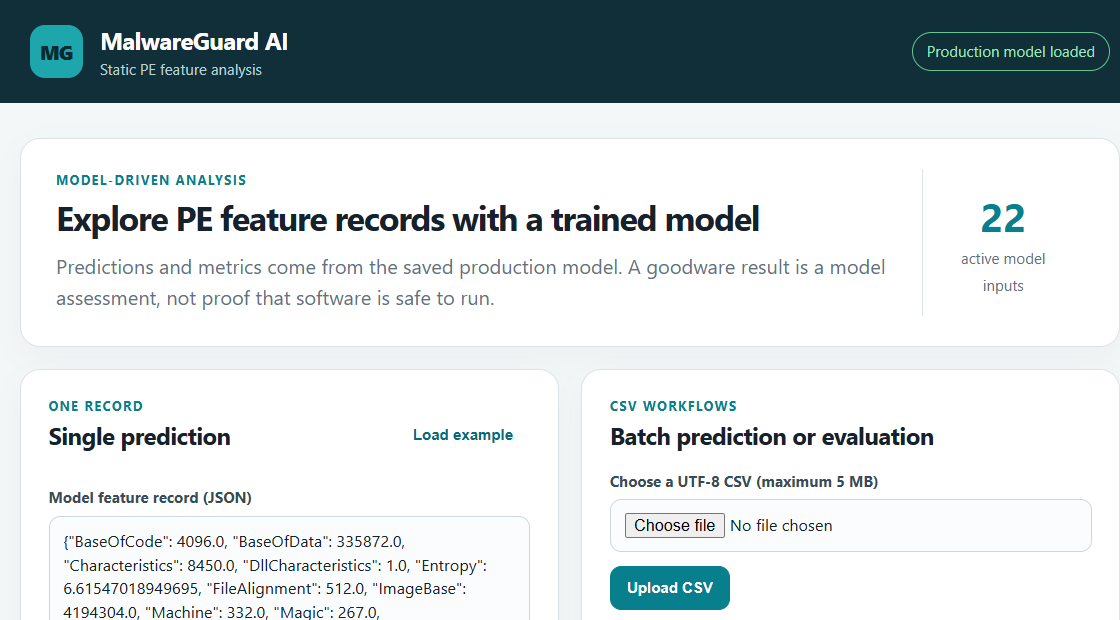 MG
MalwareGuard AI
Static PE feature analysis
Production model loaded
MODEL-DRIVEN ANALYSIS
Explore PE feature records with a trained model
Predictions and metrics come from the saved production model. A goodware result is a model
assessment, not proof that software is safe to run.
22
active model
inputs
ONE RECORD
Single prediction
Load example
Model feature record (JSON)
{"BaseOfCode": 4096.0, "BaseOfData": 335872.0,
"Characteristics": 8450.0, "DllCharacteristics": 1.0, "Entropy":
6.61547018949695, "FileAlignment": 512.0, "ImageBase":
4194304.0, "Machine": 332.0, "Magic": 267.0,
CSV WORKFLOWS
Batch prediction or evaluation
Choose a UTF-8 CSV (maximum 5 MB)
Choose file No file chosen
Upload CSV